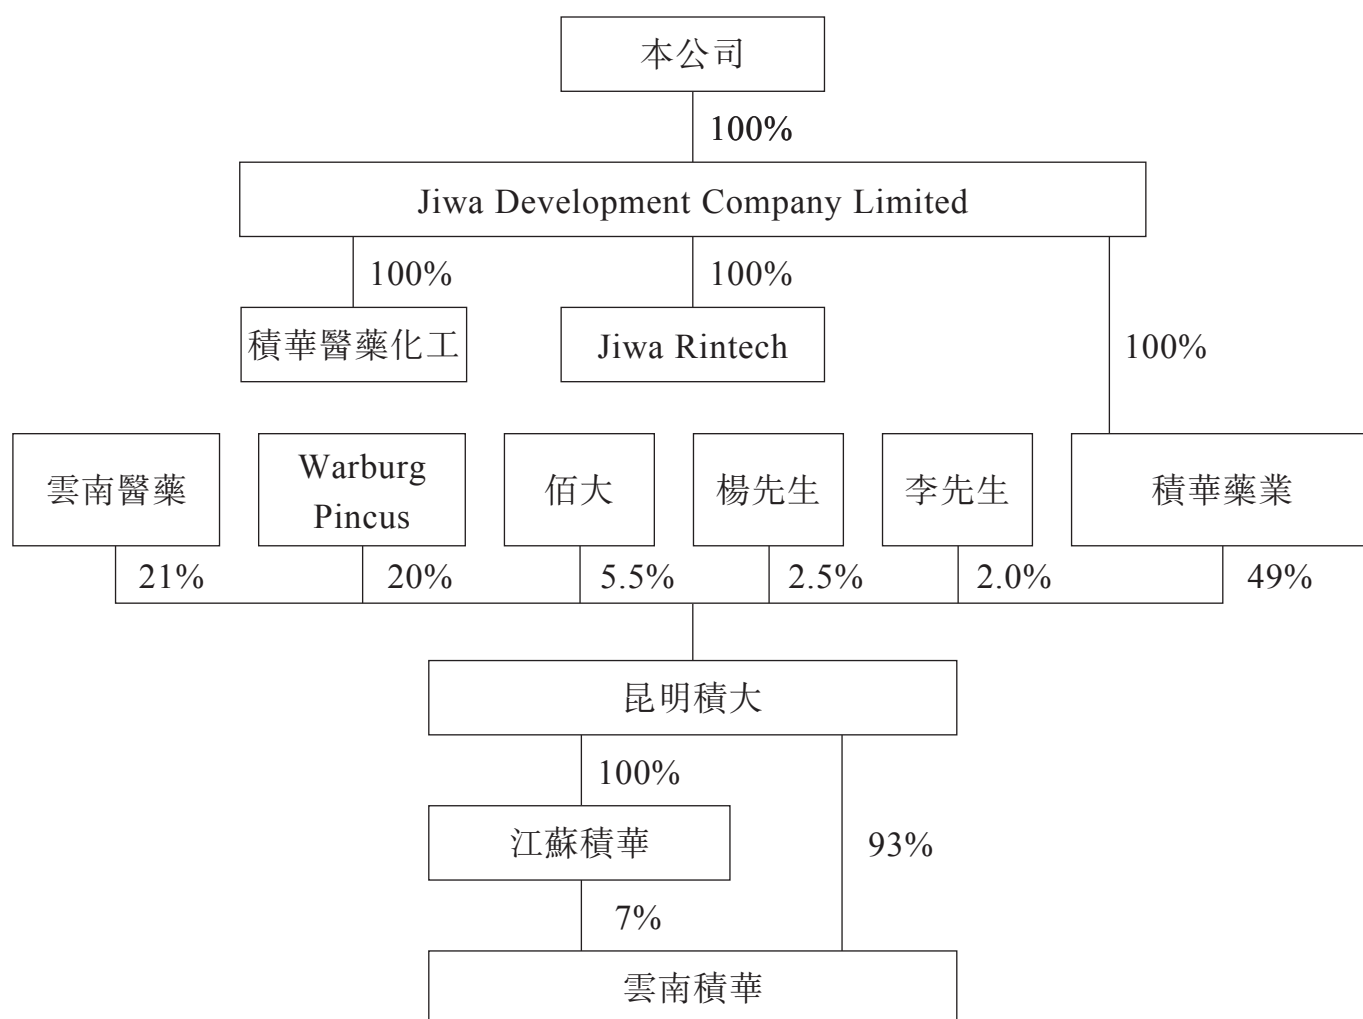 本公司
100%
Jiwa Development Company Limited
100%
100%
積華醫藥化工
Jiwa Rintech
100%
雲南醫藥
Warburg
Pincus
佰大
楊先生
李先生
積華藥業
21%
20%
5.5%
2.5%
2.0%
49%
昆明積大
100%
江蘇積華
93%
7%
雲南積華